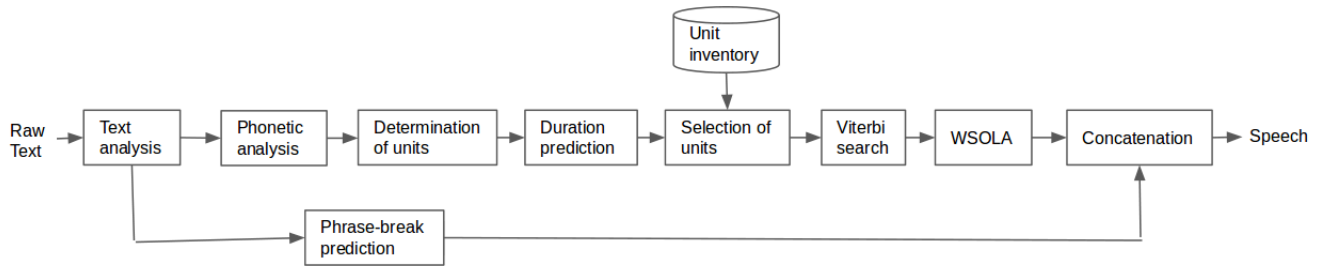 Unit
inventory
Raw
Text
Text
analysis
Phonetic
analysis
Determination
of units
Duration
prediction
Selection of
units
Viterbi
search
WSOLA
Concatenation
Speech
Phrase-break
prediction